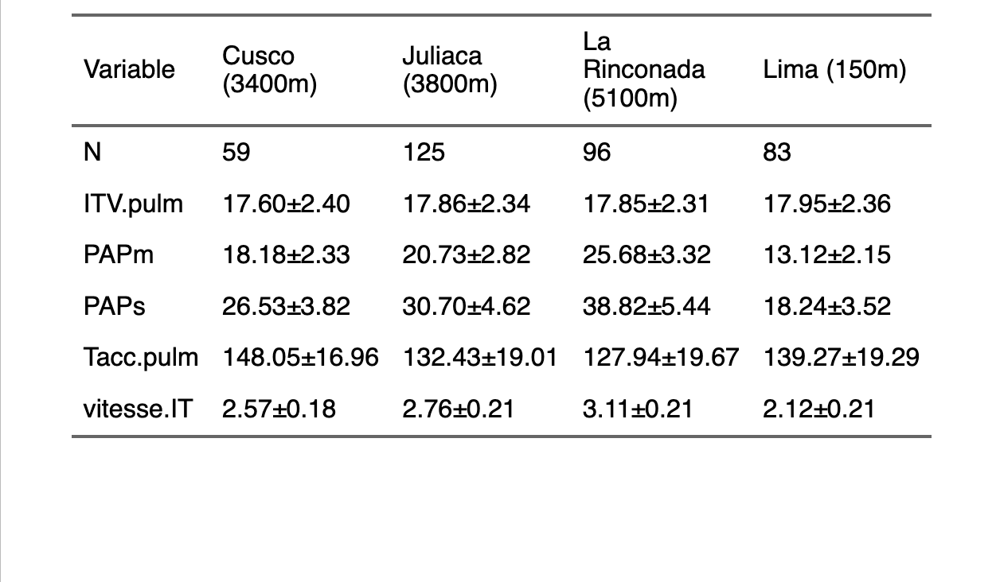 Variable Cusco (3400m) Juliaca (3800m) La Rinconada (5100m) Lima (150m)
N 59 125 96 83
ITV.pulm 17.60±2.40 17.86±2.34 17.85±2.31 17.95±2.36
PAPm 18.18±2.33 20.73±2.82 25.68±3.32 13.12±2.15
PAPs 26.53±3.82 30.70±4.62 38.82±5.44 18.24±3.52
Tacc.pulm 148.05±16.96 132.43±19.01 127.94±19.67 139.27±19.29
vitesse.IT 2.57±0.18 2.76±0.21 3.11±0.21 2.12±0.21